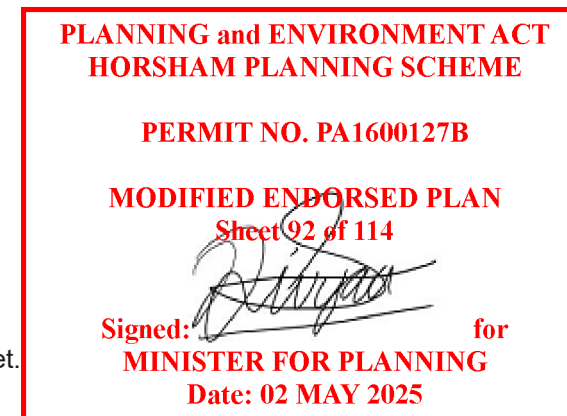 PLANNING and ENVIRONMENT ACT
HORSHAM PLANNING SCHEME
PERMIT NO. PA1600127B
MODIFIED ENDORSED PLAN
Sheet 92 of 114
Signed: for
et.
MINISTER FOR PLANNING
Date: 02 MAY 2025